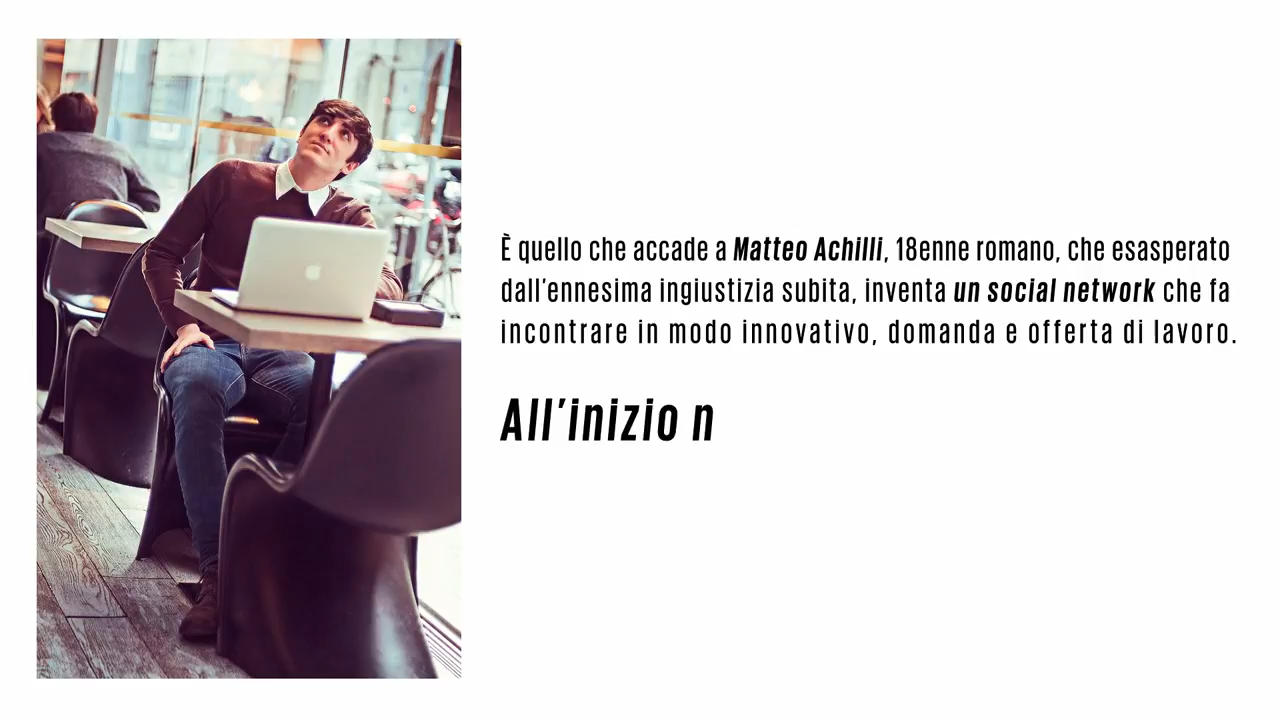 È quello che accade a Matteo Achilli, 18enne romano, che esasperato
dall'ennesima ingiustizia subita, inventa un social network che fa
incontrare in modo innovativo, domanda e offerta di lavoro.
All'inizio n